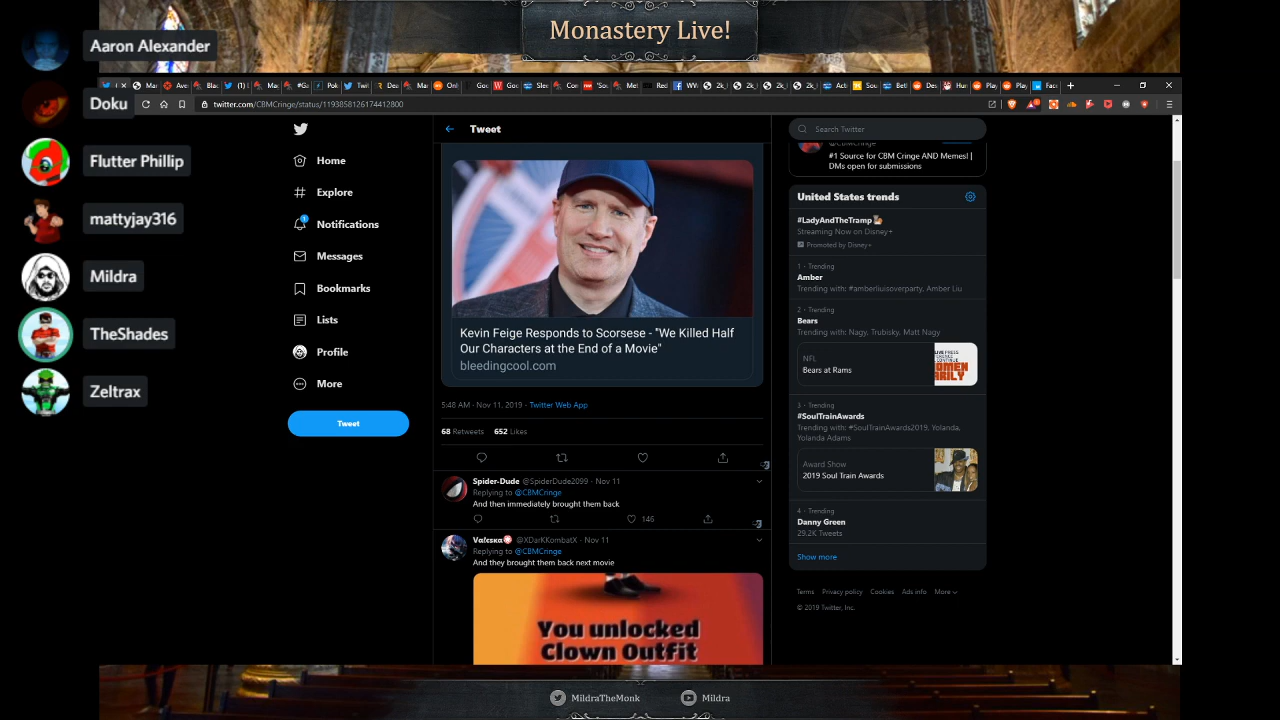 Monastery Live!
Aaron Alexander
Doku
Flutter Phillip
mattyjay316
Mildra
TheShades
Zeltrax
twitter.com/CBMCringe/status/1193858126174412800
Home
Explore
Notifications
Messages
Bookmarks
Lists
Profile
More
Tweet
Tweet
Kevin Feige Responds to Scorsese - "We Killed Half
Our Characters at the End of a Movie"
bleedingcool.com
5:48 AM · Nov 11, 2019 · Twitter Web App
68 Retweets 652 Likes
Spider-Dude @SpiderDude2099 · Nov 11
Replying to @CBMCringe
And then immediately brought them back
146
@XDarKKombatX · Nov 11
Replying to @CBMCringe
And they brought them back next movie
You unlocked
Clown Outfit
Search Twitter
@CBMCringe
#1 Source for CBM Cringe AND Memes! |
DMs open for submissions
United States trends
#LadyAndTheTramp
Streaming Now on Disney+
Promoted by Disney+
1 · Trending
Amber
Trending with: #amberliuisoverparty, Amber Liu
2 · Trending
Bears
Trending with: Nagy, Trubisky, Matt Nagy
NFL
Bears at Rams
3 · Trending
#SoulTrainAwards
Trending with: #SoulTrainAwards2019, Yolanda,
Yolanda Adams
Award Show
2019 Soul Train Awards
4 · Trending
Danny Green
29.2K Tweets
Show more
Terms Privacy policy Cookies Ads info More
© 2019 Twitter, Inc.
MildraTheMonk
Mildra